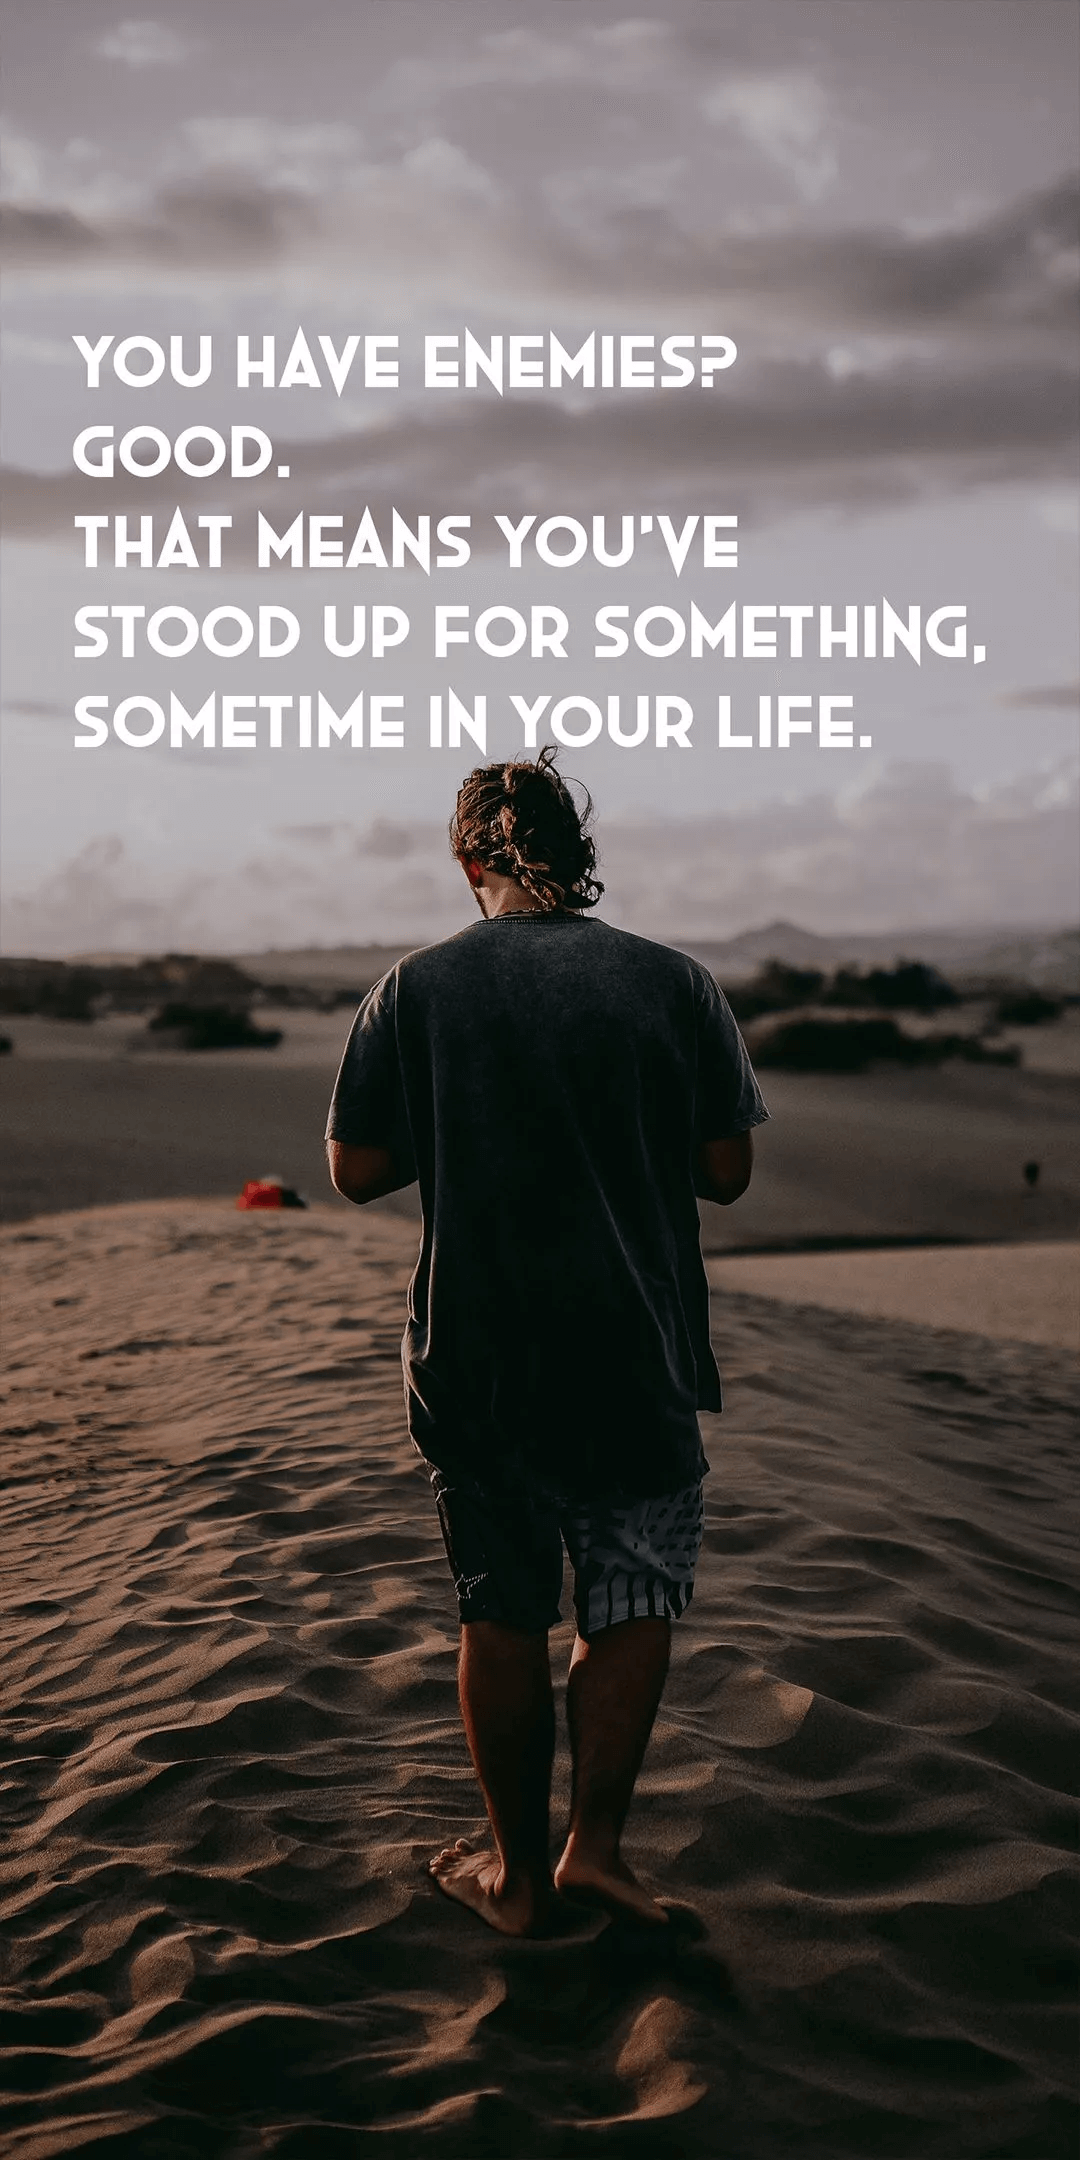 YOU HAVE ENEMIES?
GOOD.
THAT MEANS YOU'VE
STOOD UP FOR SOMETHING,
SOMETIME IN YOUR LIFE.